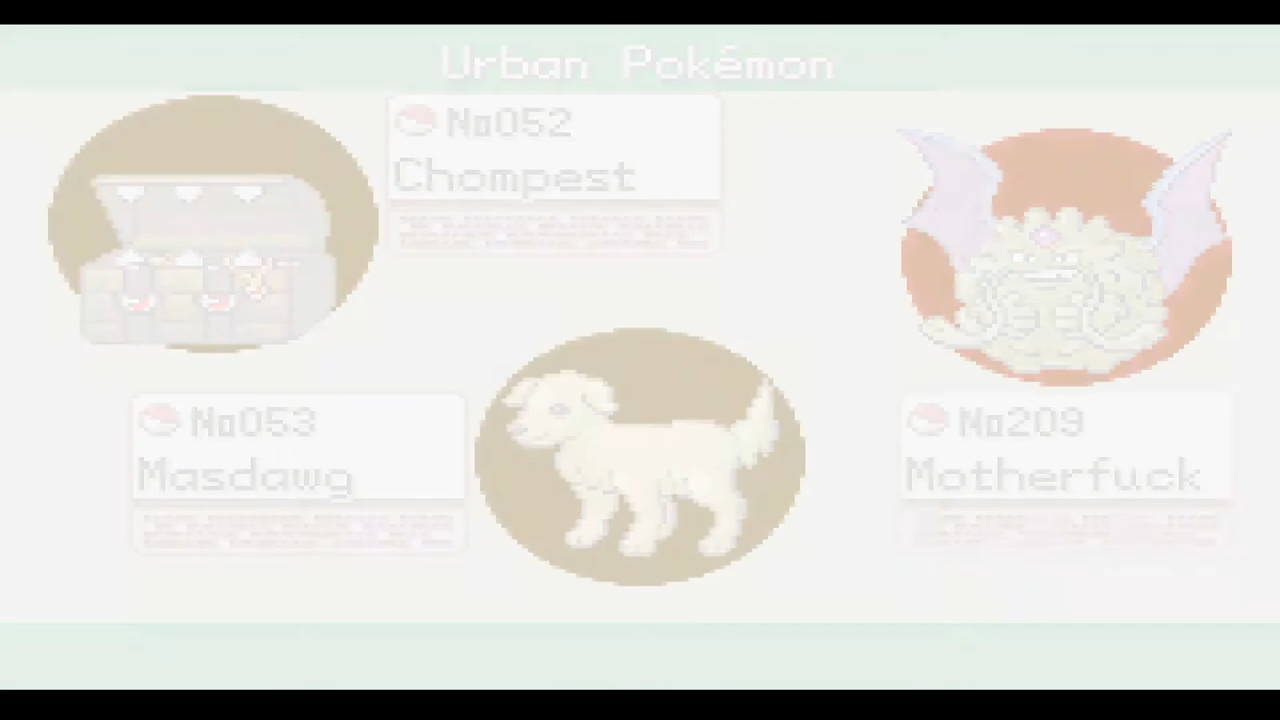 Urban Pokémon
No052
Chompest
No053
Masdawg
No209
Motherfuck